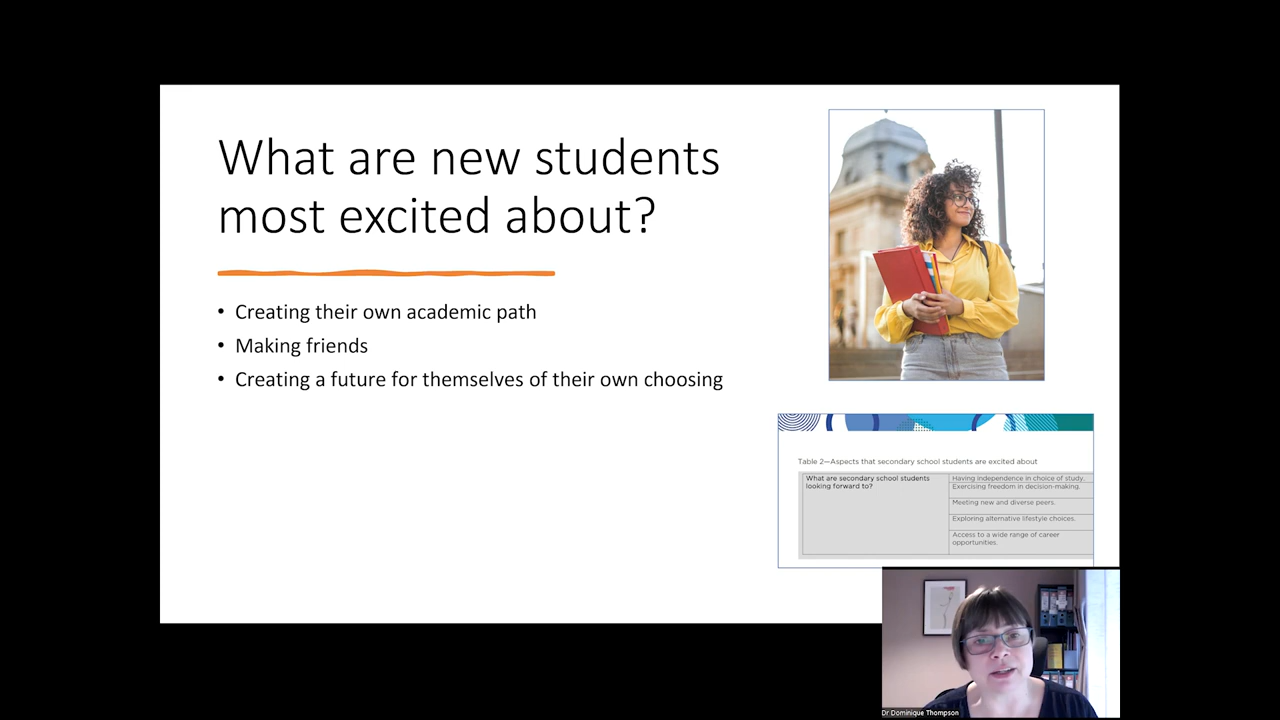 What are new students
most excited about?
• Creating their own academic path
• Making friends
• Creating a future for themselves of their own choosing
Table 2—Aspects that secondary school students are excited about
What are secondary school students
looking forward to?
Having independence in choice of study.
Exercising freedom in decision-making.
Meeting new and diverse peers.
Exploring alternative lifestyle choices.
Access to a wide range of career
opportunities.
Dr Dominique Thompson